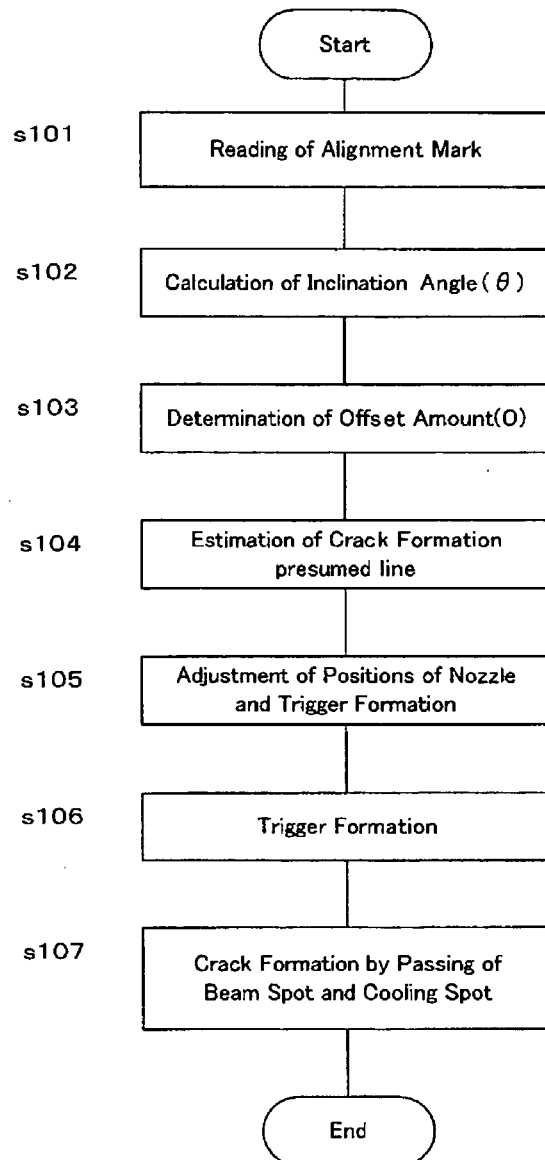 Start
s101
Reading of Alignment Mark
s102
Calculation of Inclination Angle(θ)
s103
Determination of Offset Amount(O)
s104
Estimation of Crack Formation
presumed line
s105
Adjustment of Positions of Nozzle
and Trigger Formation
s106
Trigger Formation
s107
Crack Formation by Passing of
Beam Spot and Cooling Spot
End